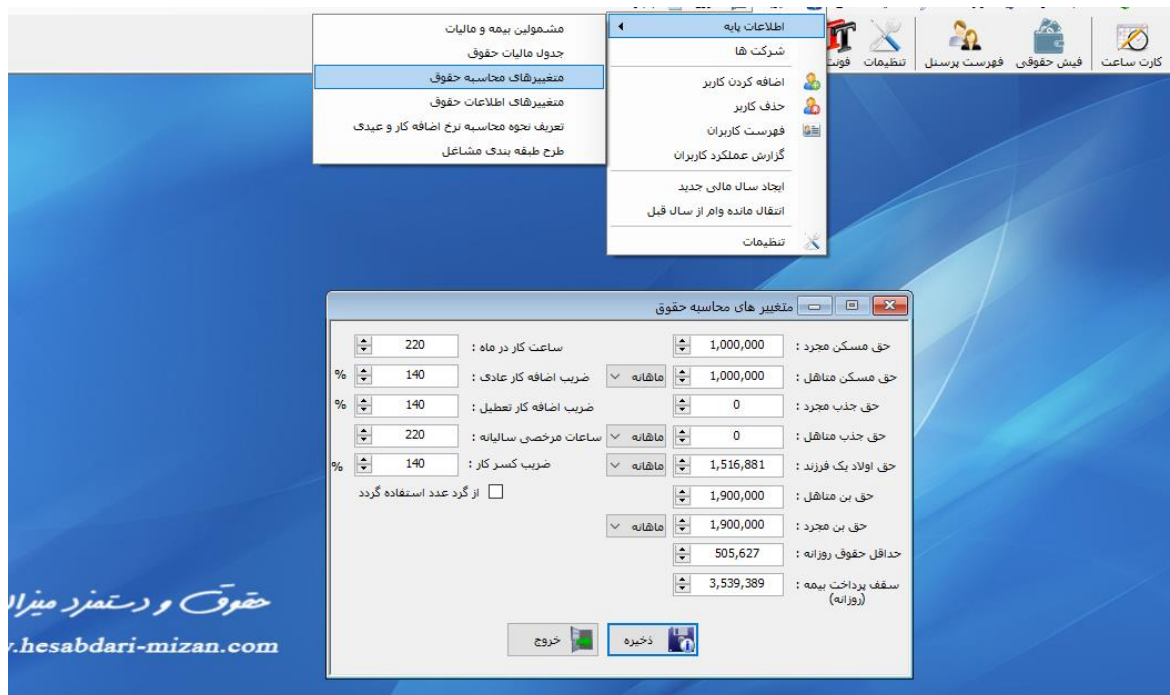 کارت ساعت
فیش حقوقی
فهرست پرسنل
تنظیمات
فونت
اطلاعات پایه
شرکت ها
اضافه کردن کاربر
حذف کاربر
فهرست کاربران
گزارش عملکرد کاربران
ایجاد سال مالی جدید
انتقال مانده وام از سال قبل
تنظیمات
مشمولین بیمه و مالیات
جدول مالیات حقوق
متغییرهای محاسبه حقوق
متغییرهای اطلاعات حقوق
تعریف نحوه محاسبه نرخ اضافه کار و عیدی
طرح طبقه بندی مشاغل
متغییر های محاسبه حقوق
حق مسکن مجرد : 1,000,000
حق مسکن متاهل : 1,000,000 ماهانه
حق جذب مجرد : 0
حق جذب متاهل : 0 ماهانه
حق اولاد یک فرزند : 1,516,881 ماهانه
حق بن متاهل : 1,900,000
حق بن مجرد : 1,900,000 ماهانه
حداقل حقوق روزانه : 505,627
سقف پرداخت بیمه : 3,539,389
(روزانه)
ساعت کار در ماه : 220
ضریب اضافه کار عادی : 140 %
ضریب اضافه کار تعطیل : 140 %
ساعات مرخصی سالیانه : 220
ضریب کسر کار : 140 %
از گرد عدد استفاده گردد
ذخیره
خروج
حقوق و دستمزد میزان
.hesabdari-mizan.com